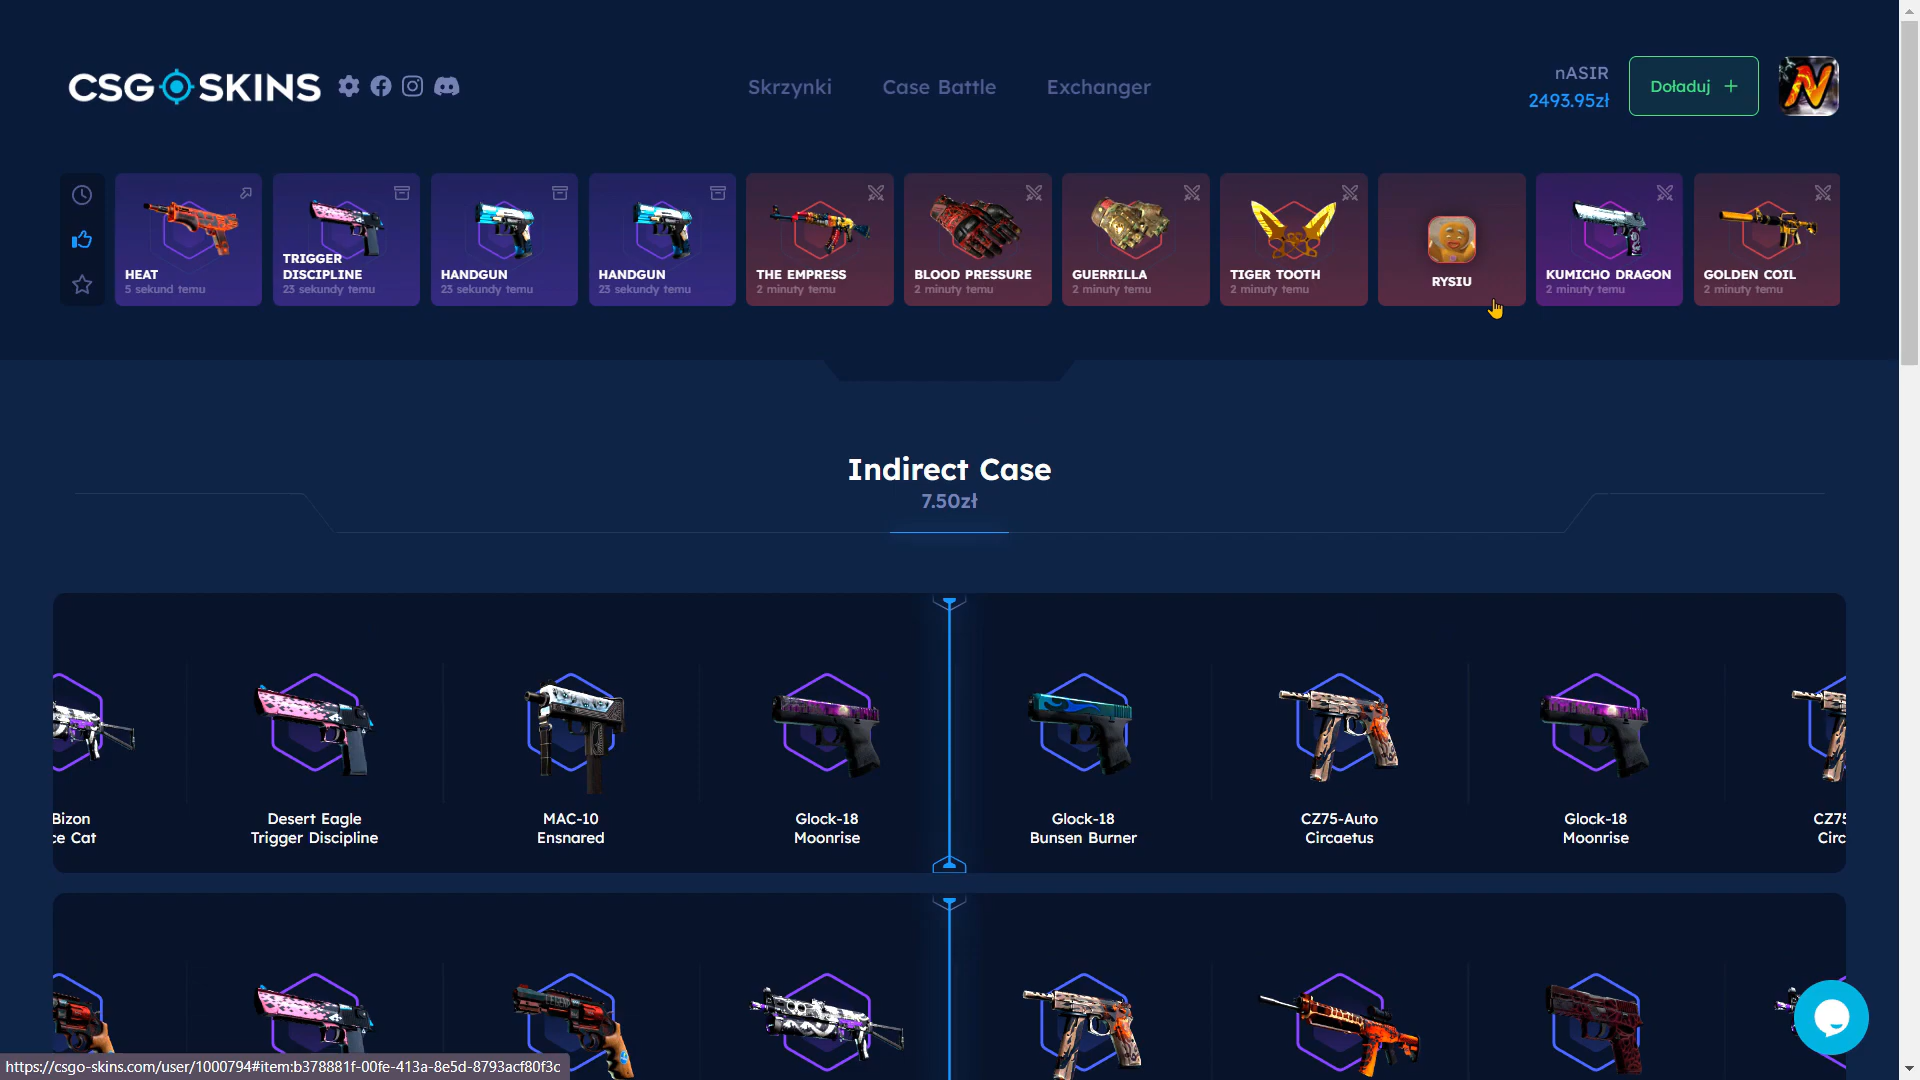 CSG SKINS
Skrzynki
Case Battle
Exchanger
nASIR
2493.95zł
Doładuj +
HEAT
5 sekund temu
TRIGGER
DISCIPLINE
23 sekundy temu
HANDGUN
23 sekundy temu
HANDGUN
23 sekundy temu
THE EMPRESS
2 minuty temu
BLOOD PRESSURE
2 minuty temu
GUERRILLA
2 minuty temu
TIGER TOOTH
2 minuty temu
RYSIU
KUMICHO DRAGON
2 minuty temu
GOLDEN COIL
2 minuty temu
Indirect Case
7.50zł
Bizon
ce Cat
Desert Eagle
Trigger Discipline
MAC-10
Ensnared
Glock-18
Moonrise
Glock-18
Bunsen Burner
CZ75-Auto
Circaetus
Glock-18
Moonrise
CZ75
Circ
https://csgo-skins.com/user/1000794#item:b378881f-00fe-413a-8e5d-8793acf80f3c